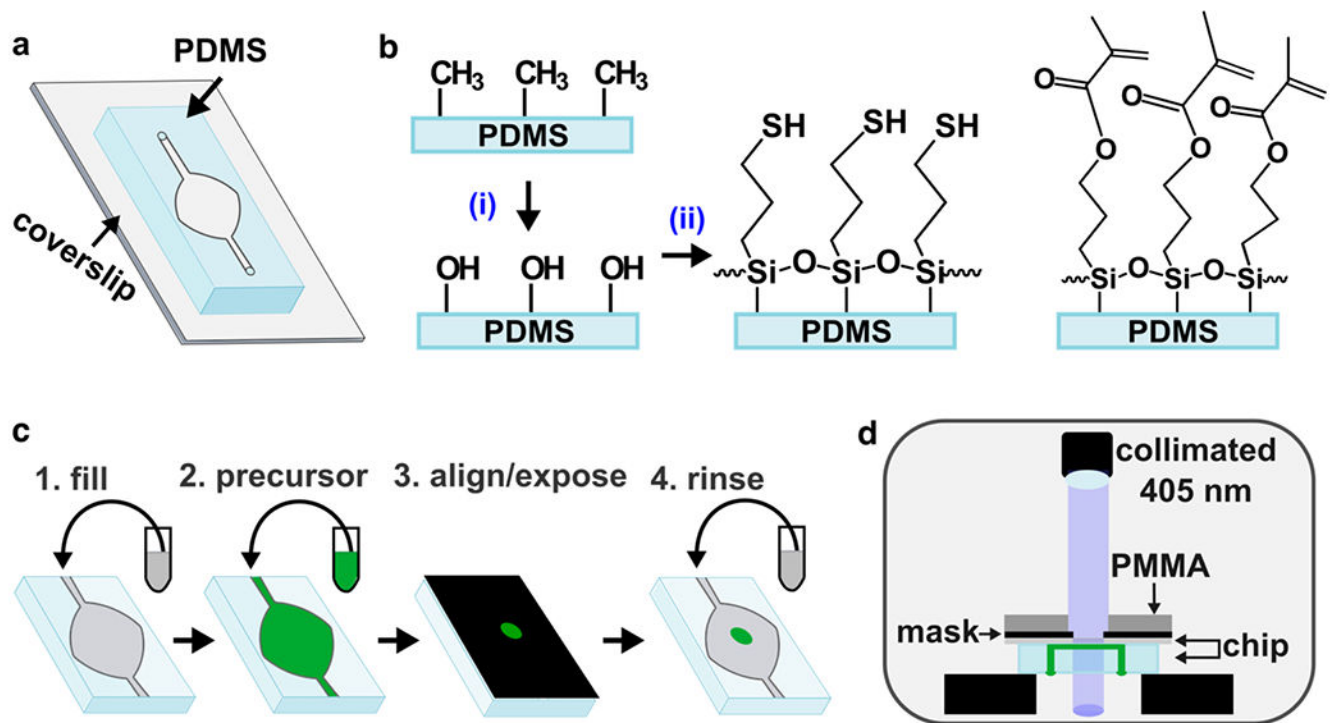 a
PDMS
coverslip
b
CH3 CH3 CH3
PDMS
(i)
OH OH OH
PDMS
(ii)
SH SH SH
Si O Si O Si
PDMS
O O O
O O O
Si O Si O Si
PDMS
c
1. fill 2. precursor 3. align/expose 4. rinse
d
collimated
405 nm
PMMA
mask
chip